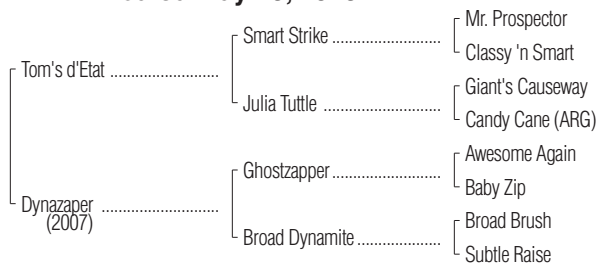 Smart Strike
Mr. Prospector
Classy 'n Smart
Tom's d'Etat
Julia Tuttle
Giant's Causeway
Candy Cane (ARG)
Ghostzapper
Awesome Again
Baby Zip
Dynazaper
(2007)
Broad Dynamite
Broad Brush
Subtle Raise